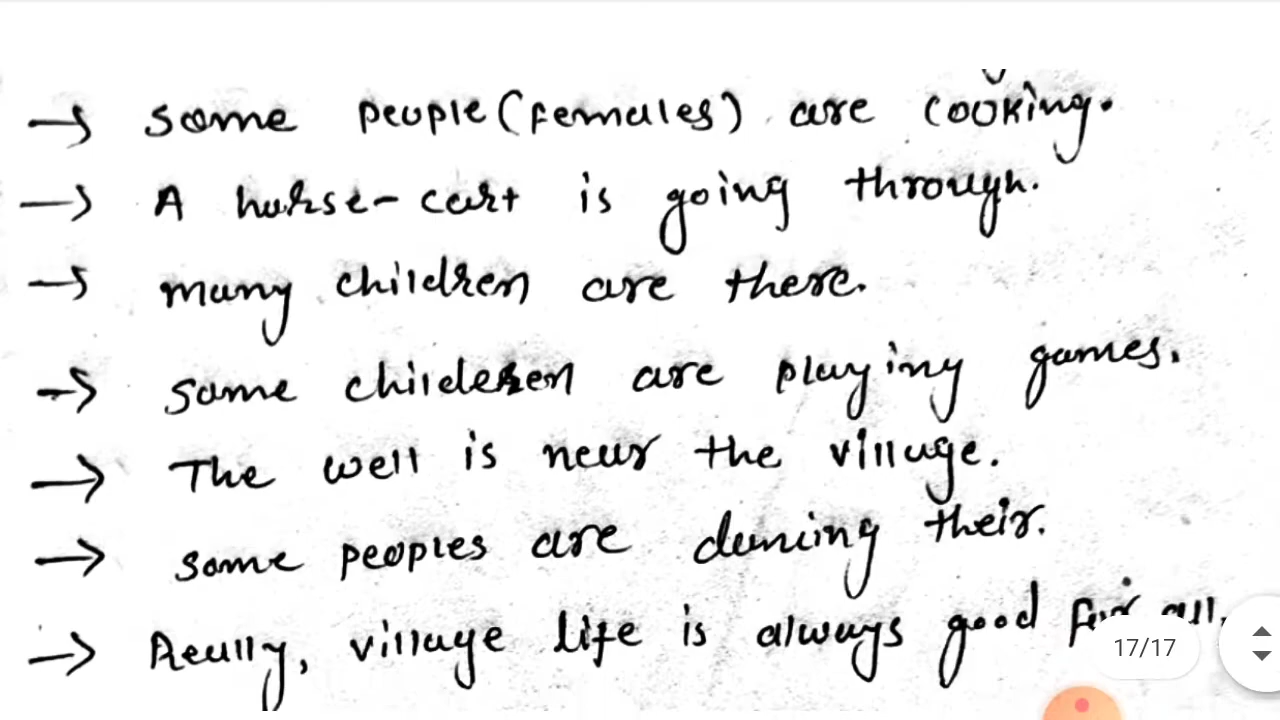 → some people (females) are cooking.
→ A horse-cart is going through.
→ many children are there.
→ some childeren are playing games.
→ The well is near the village.
→ some peoples are dancing their.
→ Really, village life is always good for all.
17/17